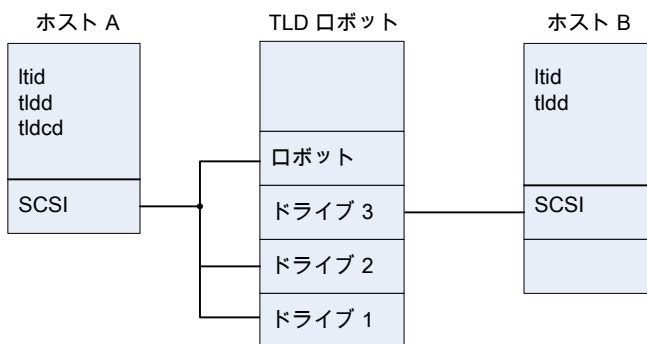 ホスト A
TLD ロボット
ホスト B
ltid
tldd
tldcd
SCSI
ロボット
ドライブ 3
ドライブ 2
ドライブ 1
ltid
tldd
SCSI